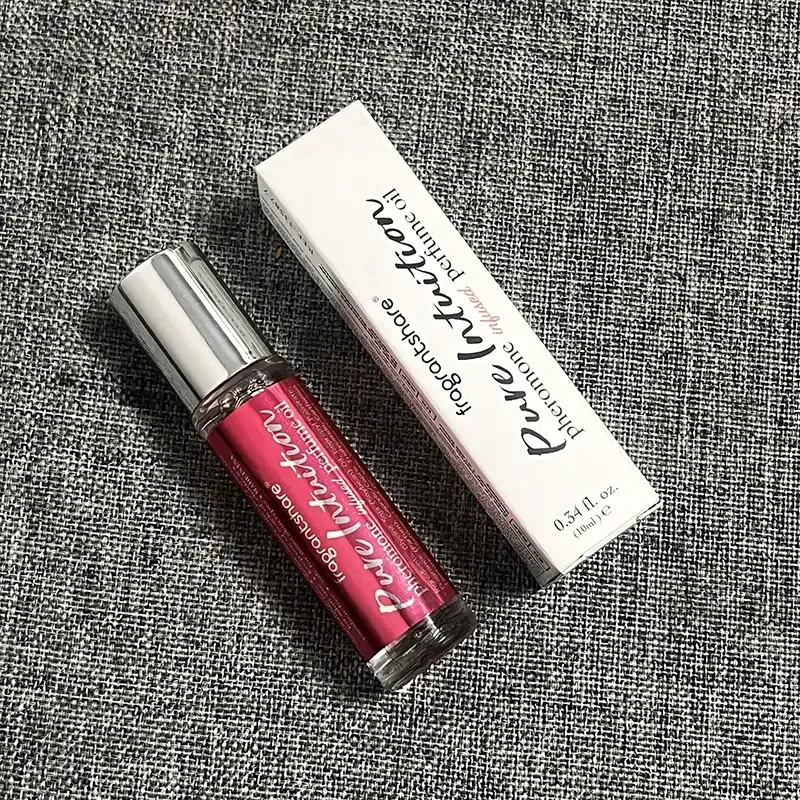 fragrantshare®
Pure Intuition
pheromone infused perfume oil
0.34 fl. oz.
(10ml) ℮
fragrantshare®
Pure Intuition
pheromone infused perfume oil